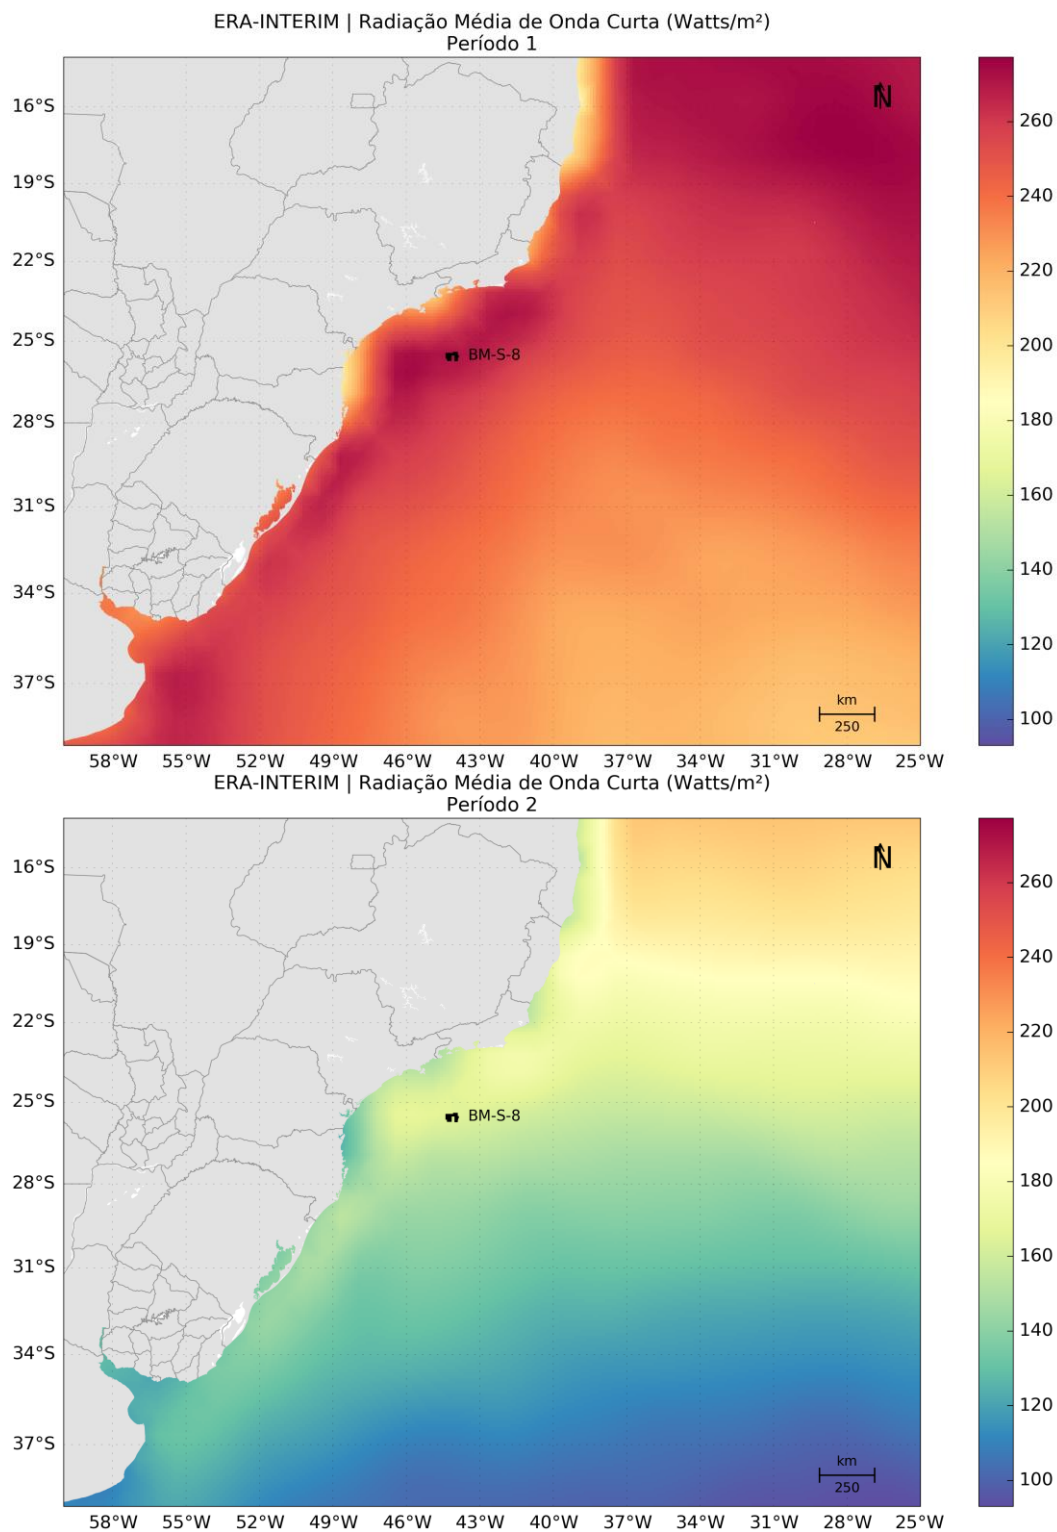 ERA-INTERIM | Radiação Média de Onda Curta (Watts/m²)
Período 1
N
16°S
19°S
22°S
25°S
28°S
31°S
34°S
37°S
BM-S-8
km
250
58°W 55°W 52°W 49°W 46°W 43°W 40°W 37°W 34°W 31°W 28°W 25°W
260
240
220
200
180
160
140
120
100
ERA-INTERIM | Radiação Média de Onda Curta (Watts/m²)
Período 2
N
16°S
19°S
22°S
25°S
28°S
31°S
34°S
37°S
BM-S-8
km
250
58°W 55°W 52°W 49°W 46°W 43°W 40°W 37°W 34°W 31°W 28°W 25°W
260
240
220
200
180
160
140
120
100